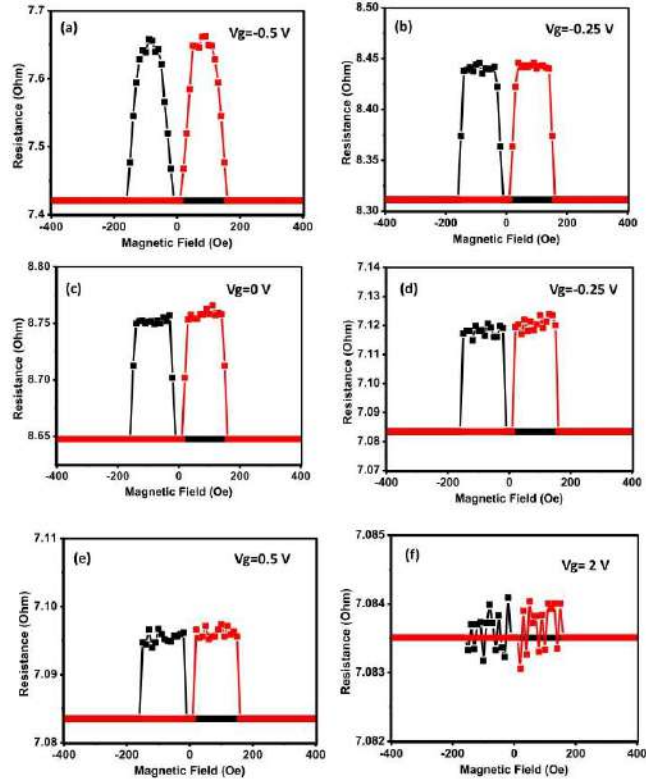 (a)
Vg=-0.5 V
7.7
7.6
7.5
7.4
Resistance (Ohm)
-400
-200
0
200
400
Magnetic Field (Oe)
(b)
Vg=-0.25 V
8.50
8.45
8.40
8.35
8.30
Resistance (Ohm)
-400
-200
0
200
400
Magnetic Field (Oe)
(c)
Vg=0 V
8.80
8.75
8.70
8.65
Resistance (Ohm)
-400
-200
0
200
400
Magnetic Field (Oe)
(d)
Vg=-0.25 V
7.14
7.13
7.12
7.11
7.10
7.09
7.08
7.07
Resistance (Ohm)
-400
-200
0
200
400
Magnetic Field (Oe)
(e)
Vg=0.5 V
7.11
7.10
7.09
7.08
Resistance (Ohm)
-400
-200
0
200
400
Magnetic Field (Oe)
(f)
Vg= 2 V
7.085
7.084
7.083
7.082
Resistance (Ohm)
-400
-200
0
200
400
Magnetic Field (Oe)